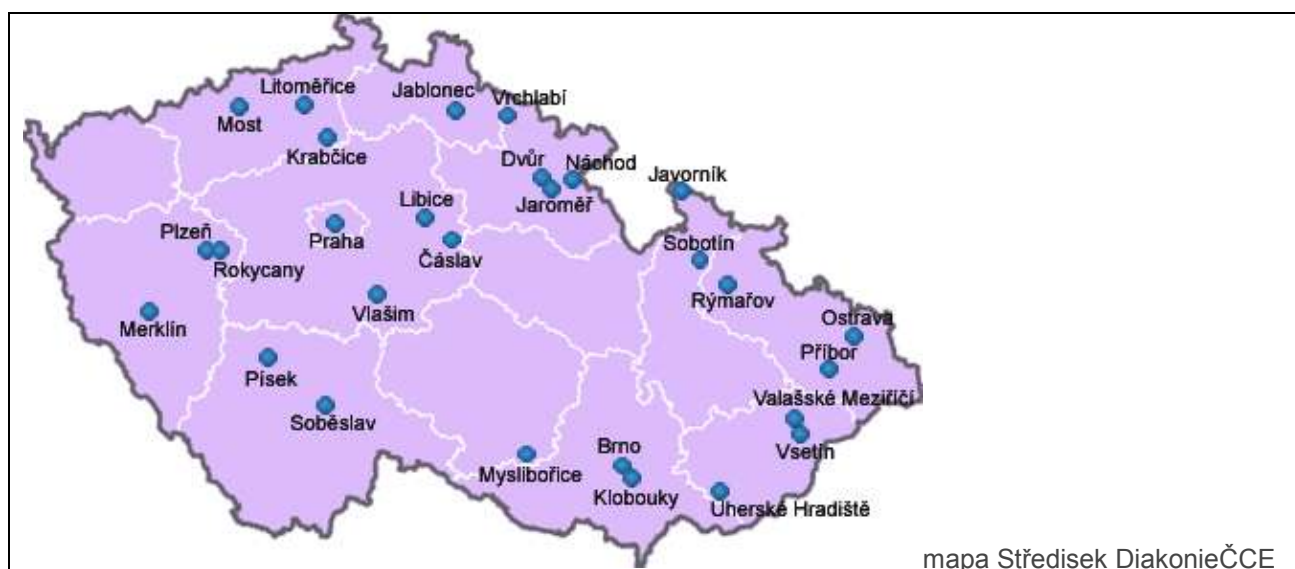 Litoměřice
Jablonec
Vrchlabí
Most
Krabčice
Dvůr
Náchod
Javorník
Jaroměř
Libice
Plzeň
Praha
Čáslav
Sobotín
Rokycany
Rýmařov
Vlašim
Merklín
Ostrava
Příbor
Písek
Valašské Meziříčí
Soběslav
Vsetín
Brno
Myslibořice
Klobouky
Uherské Hradiště
mapa Středisek DiakonieČCE